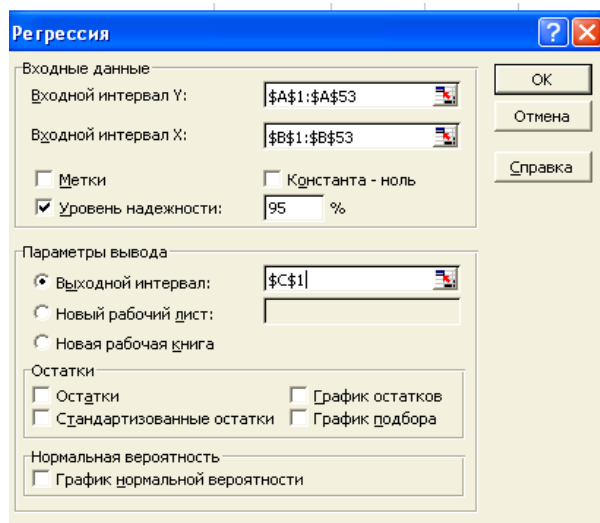 Регрессия
Входные данные
Входной интервал Y: $A$1:$A$53
Входной интервал X: $B$1:$B$53
Метки Константа - ноль
Уровень надежности: 95 %
ОК
Отмена
Справка
Параметры вывода
Выходной интервал: $C$1
Новый рабочий лист:
Новая рабочая книга
Остатки
Остатки График остатков
Стандартизованные остатки График подбора
Нормальная вероятность
График нормальной вероятности